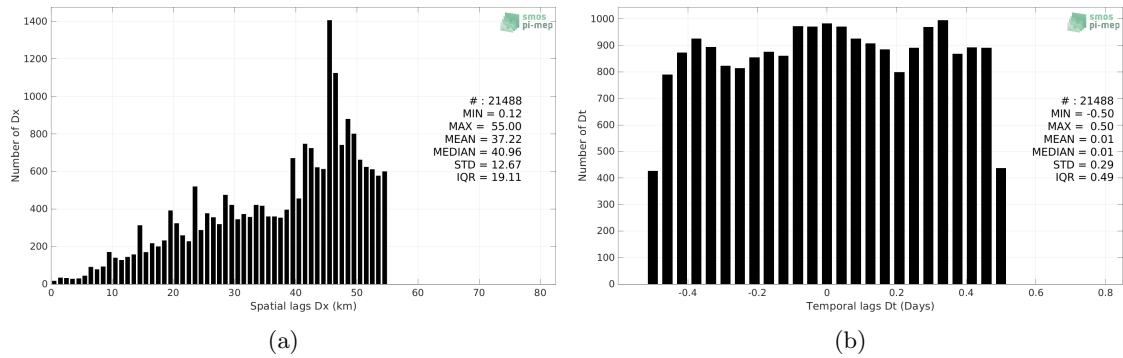 smos
pi-mep
1400
1200
1000
800
600
400
200
0
Number of Dx
# : 21488
MIN = 0.12
MAX = 55.00
MEAN = 37.22
MEDIAN = 40.96
STD = 12.67
IQR = 19.11
0 10 20 30 40 50 60 70 80
Spatial lags Dx (km)
(a)
smos
pi-mep
1000
900
800
700
600
500
400
300
200
100
0
Number of Dt
# : 21488
MIN = -0.50
MAX = 0.50
MEAN = 0.01
MEDIAN = 0.01
STD = 0.29
IQR = 0.49
-0.4 -0.2 0 0.2 0.4 0.6 0.8
Temporal lags Dt (Days)
(b)